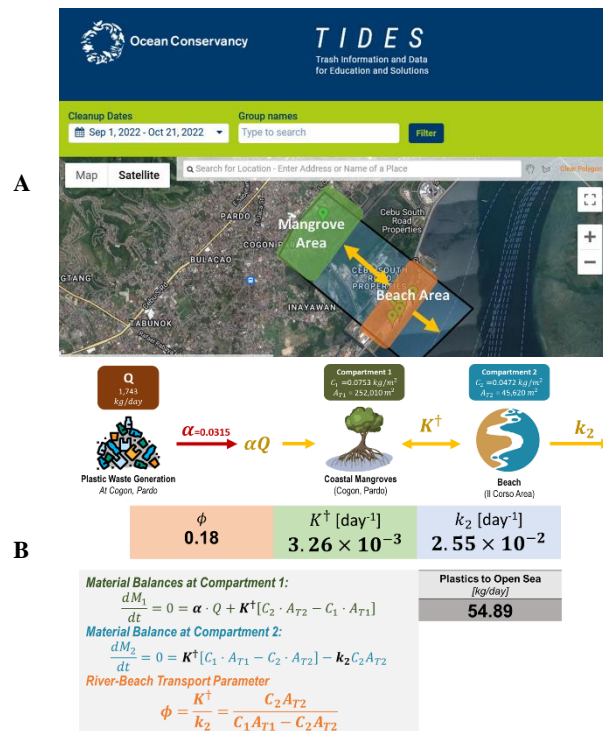 Ocean Conservancy
TIDES
Trash Information and Data
for Education and Solutions
Cleanup Dates
Group names
Sep 1, 2022 - Oct 21, 2022
Type to search
Filter
A
Map
Satellite
Search for Location - Enter Address or Name of a Place
Clear Polygon
PARDO
Cebu South
Road
Properties
Mangrove
Area
COGON P
BULACAO
CEBU SOUTH
ROAD
PROPERTIES
GTANG
Beach Area
INAYAWAN
TABUNOK
Q
1,743
kg/day
Compartment 1
C₁ =0.0753 kg/m²
A_T1 = 252,010 m²
Compartment 2
C₂ =0.0472 kg/m²
A_T2 = 45,620 m²
α=0.0315
αQ
K†
k₂
Plastic Waste Generation
At Cogon, Pardo
Coastal Mangroves
(Cogon, Pardo)
Beach
(Il Corso Area)
B
ϕ
0.18
K† [day⁻¹]
3.26 × 10⁻³
k₂ [day⁻¹]
2.55 × 10⁻²
Material Balances at Compartment 1:
dM₁/dt = 0 = α · Q + K†[C₂ · A_T2 − C₁ · A_T1]
Material Balance at Compartment 2:
dM₂/dt = 0 = K†[C₁ · A_T1 − C₂ · A_T2] − k₂C₂A_T2
River-Beach Transport Parameter
ϕ = K†/k₂ = C₂A_T2/(C₁A_T1 − C₂A_T2)
Plastics to Open Sea
[kg/day]
54.89